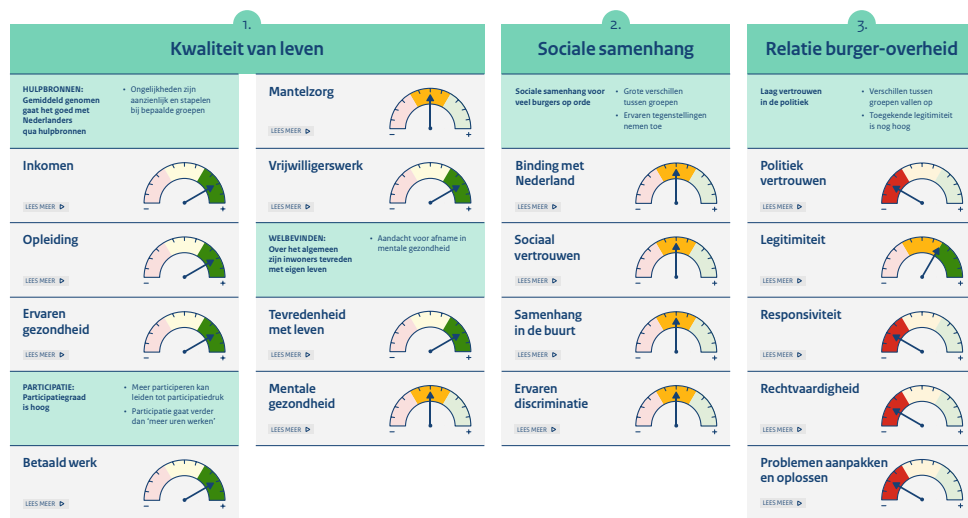 1.
Kwaliteit van leven
HULPBRONNEN:
Gemiddeld genomen
gaat het goed met
Nederlanders
qua hulpbronnen
• Ongelijkheden zijn
aanzienlijk en stapelen
bij bepaalde groepen
Inkomen
LEES MEER
− +
Opleiding
LEES MEER
− +
Ervaren
gezondheid
LEES MEER
− +
PARTICIPATIE:
Participatiegraad
is hoog
• Meer participeren kan
leiden tot participatiedruk
• Participatie gaat verder
dan ‘meer uren werken’
Betaald werk
LEES MEER
− +
Mantelzorg
LEES MEER
− +
Vrijwilligerswerk
LEES MEER
− +
WELBEVINDEN:
Over het algemeen
zijn inwoners tevreden
met eigen leven
• Aandacht voor afname in
mentale gezondheid
Tevredenheid
met leven
LEES MEER
− +
Mentale
gezondheid
LEES MEER
− +
2.
Sociale samenhang
Sociale samenhang voor
veel burgers op orde
• Grote verschillen
tussen groepen
• Ervaren tegenstellingen
nemen toe
Binding met
Nederland
LEES MEER
− +
Sociaal
vertrouwen
LEES MEER
− +
Samenhang
in de buurt
LEES MEER
− +
Ervaren
discriminatie
LEES MEER
− +
3.
Relatie burger-overheid
Laag vertrouwen
in de politiek
• Verschillen tussen
groepen vallen op
• Toegekende legitimiteit
is nog hoog
Politiek
vertrouwen
LEES MEER
− +
Legitimiteit
LEES MEER
− +
Responsiviteit
LEES MEER
− +
Rechtvaardigheid
LEES MEER
− +
Problemen aanpakken
en oplossen
LEES MEER
− +